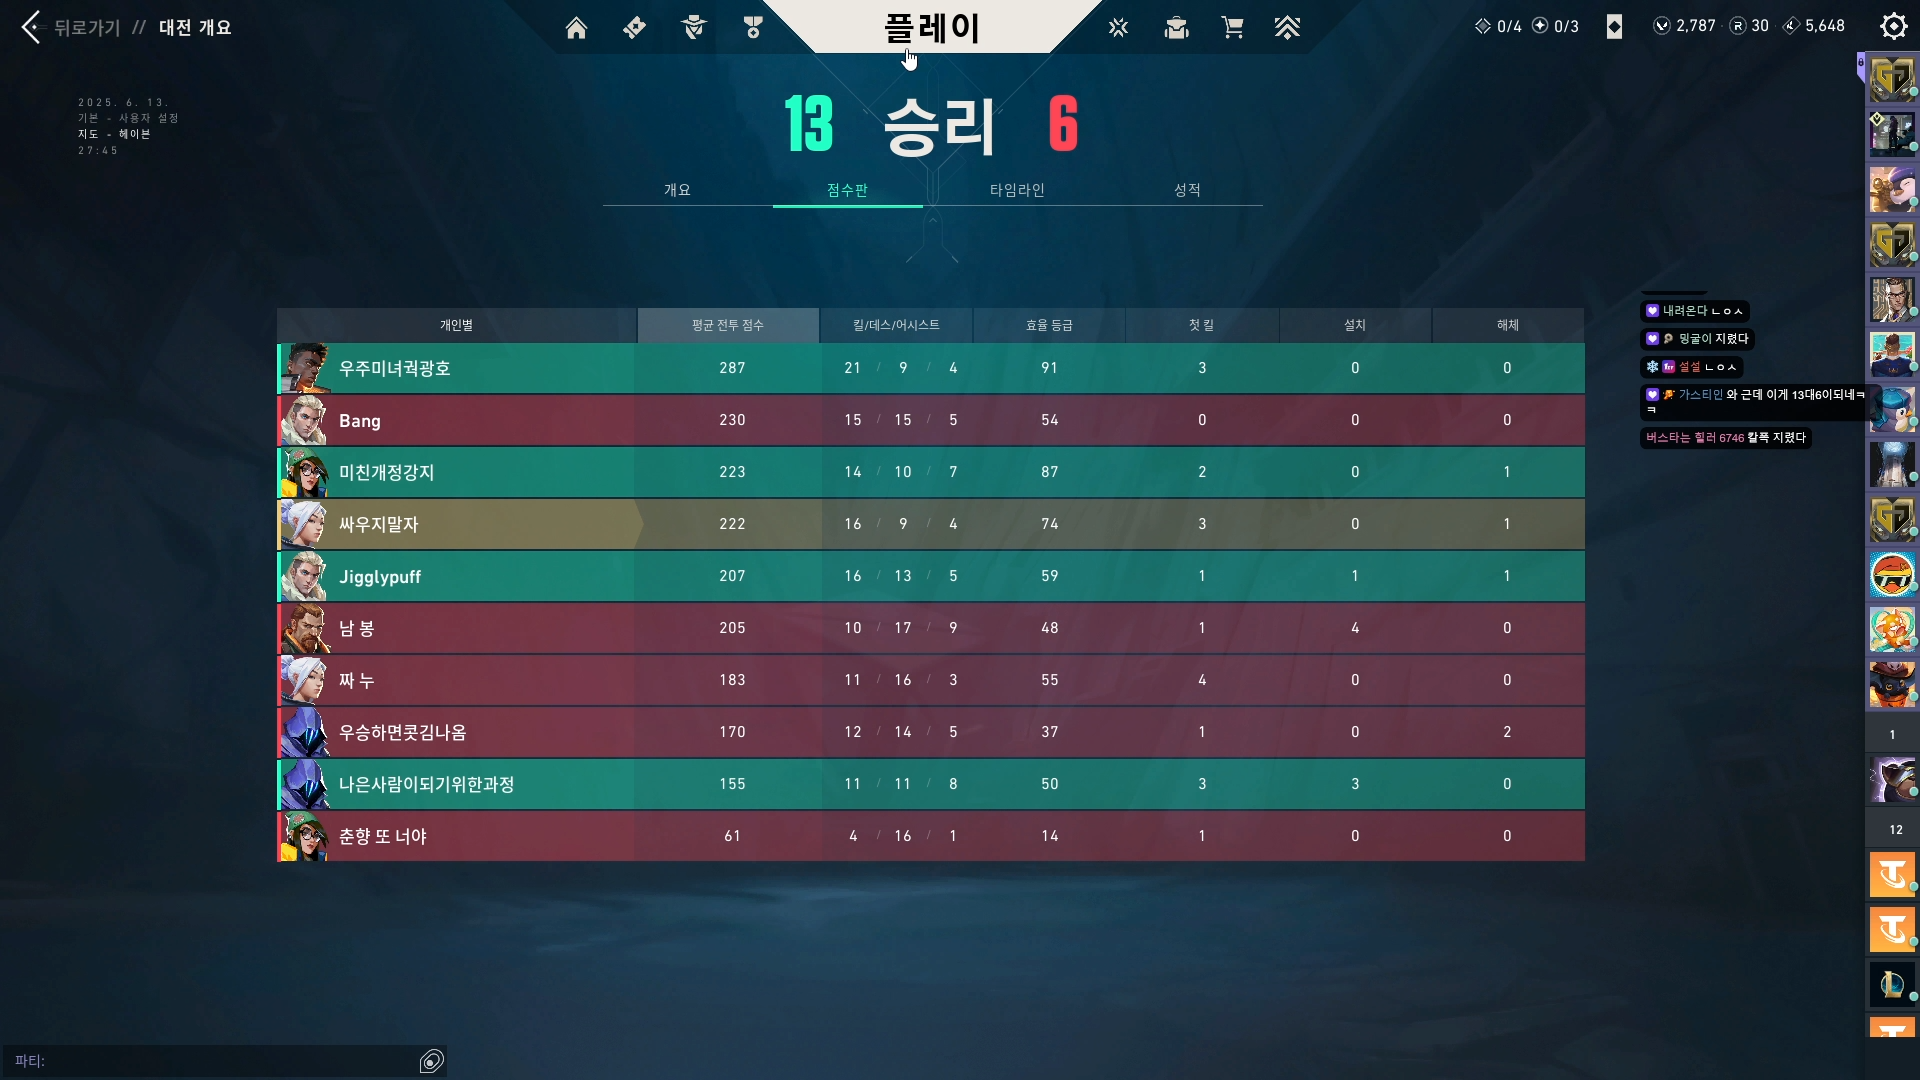 뒤로가기 // 대전 개요
플레이
0/4 0/3 2,787 30 5,648
2025. 6. 13.
기본 - 사용자 설정
지도 - 헤이븐
27:45
13 승리 6
개요 점수판 타임라인 성적
개인별 평균 전투 점수 킬/데스/어시스트 효율 등급 첫 킬 설치 해체
우주미녀궉광호 287 21 / 9 / 4 91 3 0 0
Bang 230 15 / 15 / 5 54 0 0 0
미친개정강지 223 14 / 10 / 7 87 2 0 1
싸우지말자 222 16 / 9 / 4 74 3 0 1
Jigglypuff 207 16 / 13 / 5 59 1 1 1
남 봉 205 10 / 17 / 9 48 1 4 0
짜 누 183 11 / 16 / 3 55 4 0 0
우승하면콧김나옴 170 12 / 14 / 5 37 1 0 2
나은사람이되기위한과정 155 11 / 11 / 8 50 3 3 0
춘향 또 너야 61 4 / 16 / 1 14 1 0 0
내려온다 ㄴㅇㅅ
밍굴이 지렸다
설설 ㄴㅇㅅ
가스티인 와 근데 이게 13대6이되네ㅋ
ㅋ
버스타는 힐러 6746 칼폭 지렸다
1
12
파티: